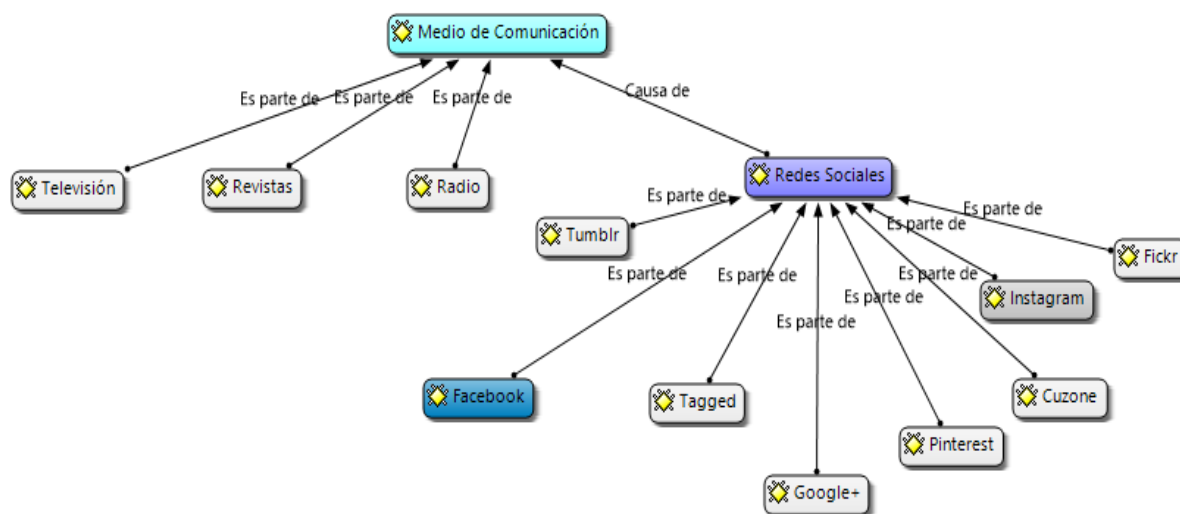 Medio de Comunicación
Es parte de
Es parte de
Es parte de
Causa de
Televisión
Revistas
Radio
Redes Sociales
Es parte de
Es parte de
Es parte de
Tumblr
Fickr
Es parte de
Es parte de
Es parte de
Instagram
Es parte de
Es parte de
Facebook
Tagged
Cuzone
Pinterest
Google+